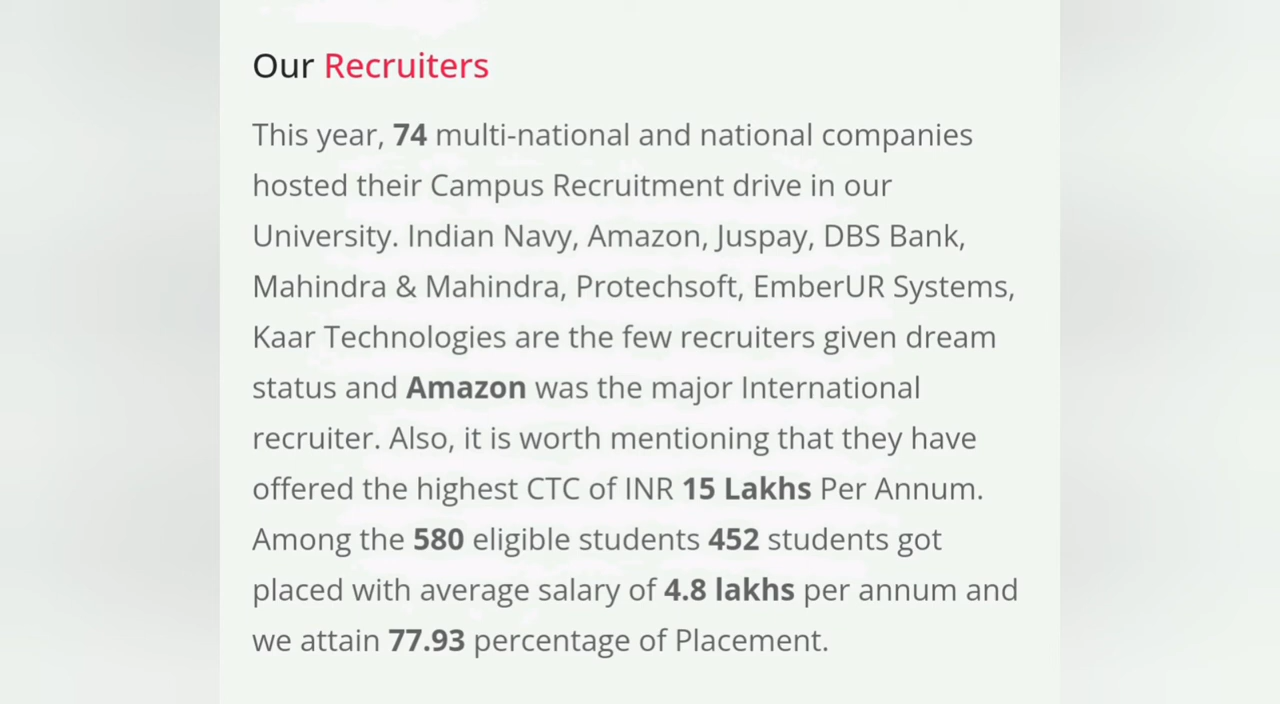 Our Recruiters
This year, 74 multi-national and national companies
hosted their Campus Recruitment drive in our
University. Indian Navy, Amazon, Juspay, DBS Bank,
Mahindra & Mahindra, Protechsoft, EmberUR Systems,
Kaar Technologies are the few recruiters given dream
status and Amazon was the major International
recruiter. Also, it is worth mentioning that they have
offered the highest CTC of INR 15 Lakhs Per Annum.
Among the 580 eligible students 452 students got
placed with average salary of 4.8 lakhs per annum and
we attain 77.93 percentage of Placement.